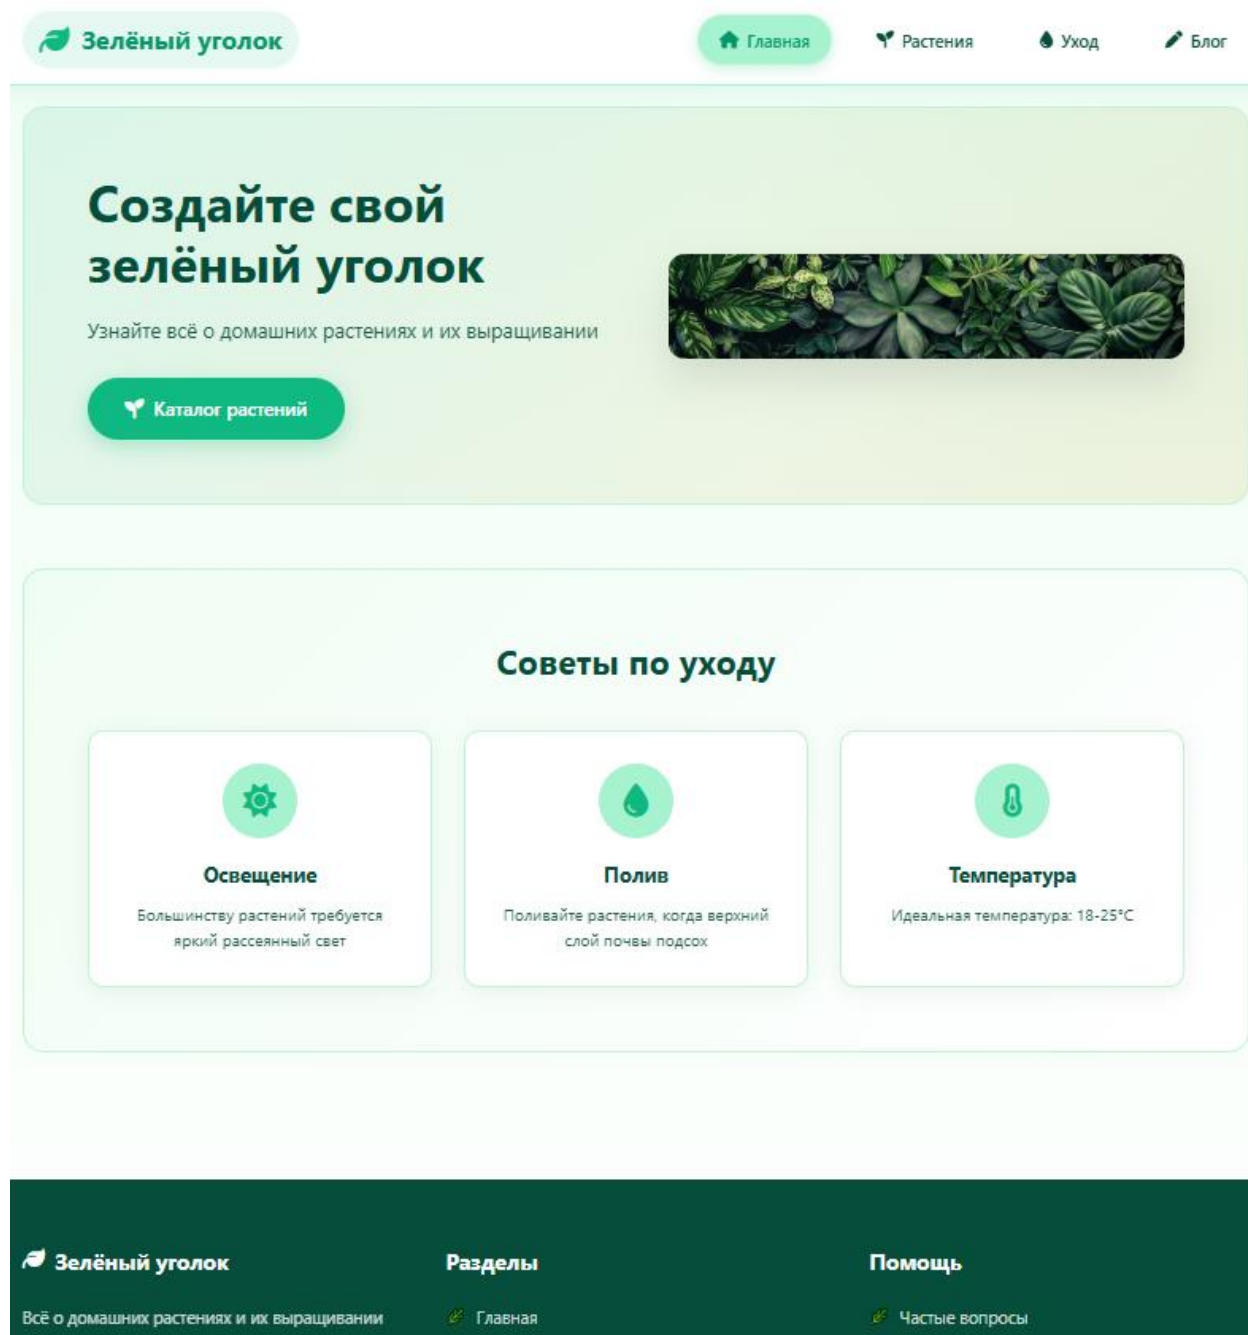 Зелёный уголок
Главная
Растения
Уход
Блог
Создайте свой
зелёный уголок
Узнайте всё о домашних растениях и их выращивании
Каталог растений
Советы по уходу
Освещение
Большинству растений требуется
яркий рассеянный свет
Полив
Поливайте растения, когда верхний
слой почвы подсох
Температура
Идеальная температура: 18-25°C
Зелёный уголок
Всё о домашних растениях и их выращивании
Разделы
Главная
Помощь
Частые вопросы